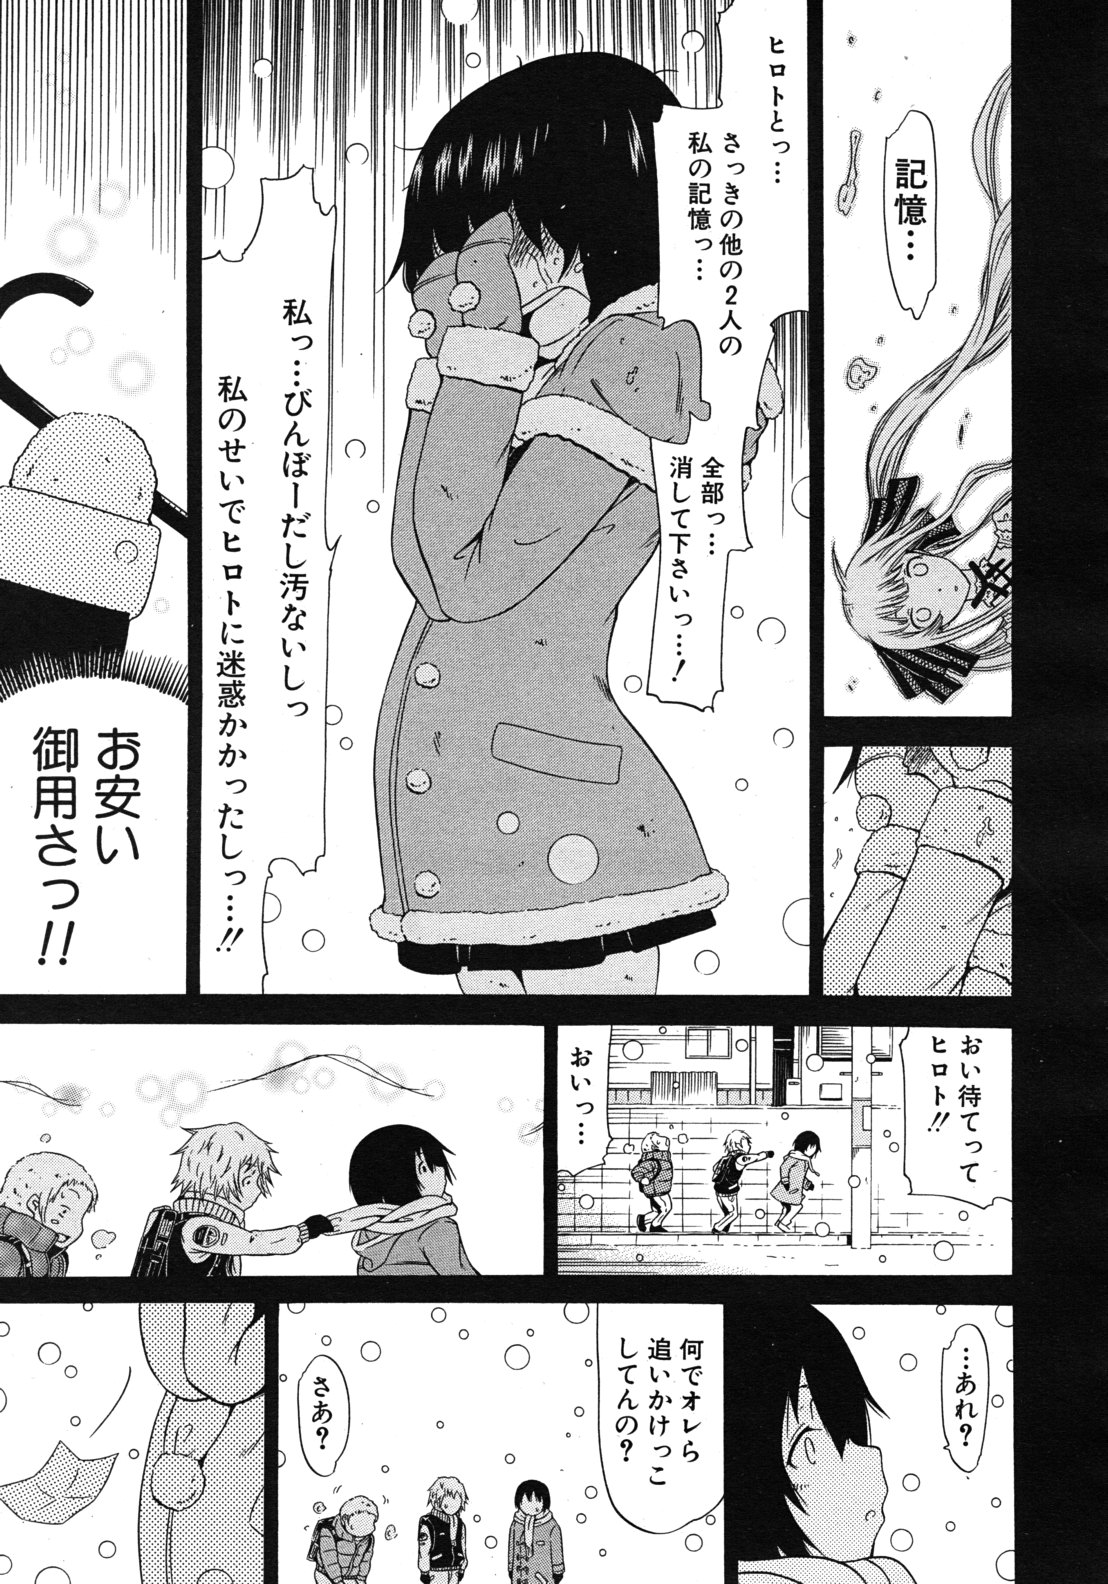 記憶…
ヒロトとっ…
さっきの他の2人の
私の記憶っ…
全部っ…
消して下さいっ…!
私っ…びんぼーだし汚ないしっ
私のせいでヒロトに迷惑かかったしっ…!!
お安い
御用さっ!!
おい待てって
ヒロト!!
おいっ…
…あれ?
何でオレら
追いかけっこ
してんの?
さあ?